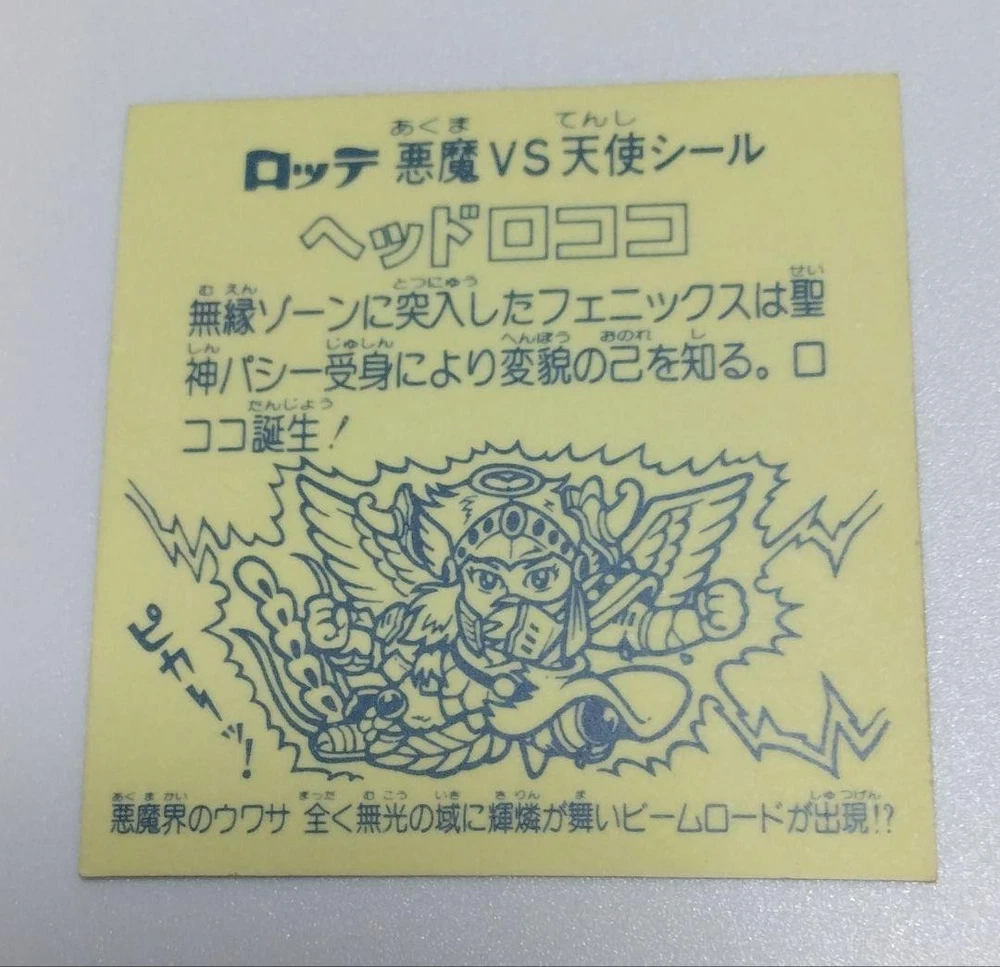 ロッテ 悪魔VS天使シール
ヘッドロココ
無縁ゾーンに突入したフェニックスは聖
神パシー受身により変貌の己を知る。ロ
ココ誕生!
ピカーッ!
悪魔界のウワサ 全く無光の域に輝燐が舞いビームロードが出現!?